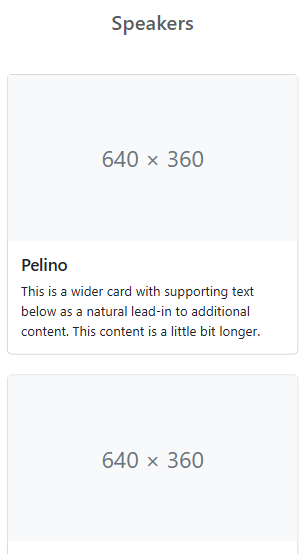 Speakers
640 × 360
Pelino
This is a wider card with supporting text
below as a natural lead-in to additional
content. This content is a little bit longer.
640 × 360